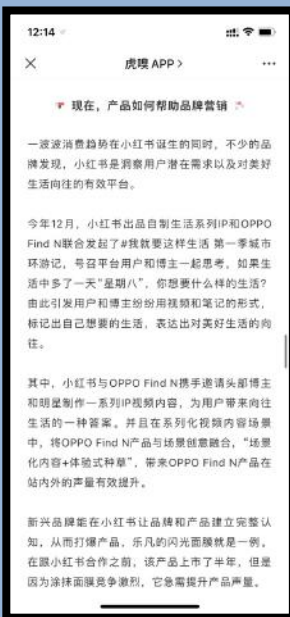 12:14
虎嗅 APP >
现在，产品如何帮助品牌营销
一波波消费趋势在小红书诞生的同时，不少的品
牌发现，小红书是洞察用户潜在需求以及对美好
生活向往的有效平台。
今年12月，小红书出品自制生活系列IP和OPPO
Find N联合发起了#我就要这样生活 第一季城市
环游记，号召平台用户和博主一起思考，如果生
活中多了一天“星期八”，你想要什么样的生活？
由此引发用户和博主纷纷用视频和笔记的形式，
标记出自己想要的生活，表达出对美好生活的向
往。
其中，小红书与OPPO Find N携手邀请头部博主
和明星制作一系列IP视频内容，为用户带来向往
生活的一种答案。并且在系列化视频内容场景
中，将OPPO Find N产品与场景创意融合，“场景
化内容+体验式种草”，带来OPPO Find N产品在
站内外的声量有效提升。
新兴品牌能在小红书让品牌和产品建立完整认
知，从而打爆产品，乐凡的闪光面膜就是一例。
在跟小红书合作之前，该产品上市了半年，但是
因为涂抹面膜竞争激烈，它急需提升产品声量。